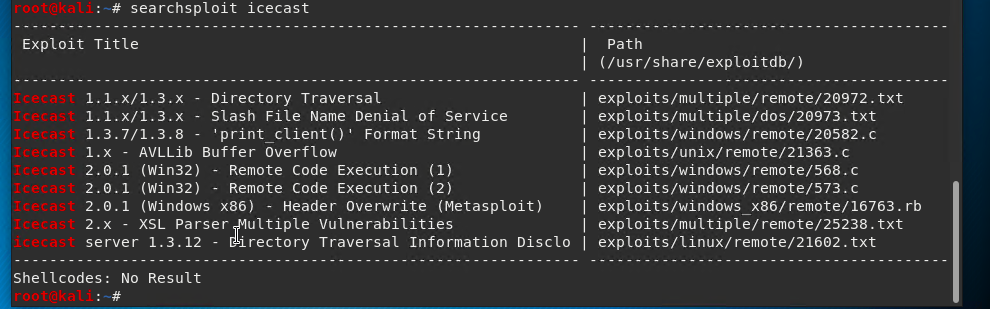 root@kali:~# searchsploit icecast
--------------------------------------------------------------- ----------------------------------------
 Exploit Title                                                 |  Path
                                                               | (/usr/share/exploitdb/)
--------------------------------------------------------------- ----------------------------------------
Icecast 1.1.x/1.3.x - Directory Traversal                      | exploits/multiple/remote/20972.txt
Icecast 1.1.x/1.3.x - Slash File Name Denial of Service        | exploits/multiple/dos/20973.txt
Icecast 1.3.7/1.3.8 - 'print_client()' Format String           | exploits/windows/remote/20582.c
Icecast 1.x - AVLLib Buffer Overflow                           | exploits/unix/remote/21363.c
Icecast 2.0.1 (Win32) - Remote Code Execution (1)              | exploits/windows/remote/568.c
Icecast 2.0.1 (Win32) - Remote Code Execution (2)              | exploits/windows/remote/573.c
Icecast 2.0.1 (Windows x86) - Header Overwrite (Metasploit)    | exploits/windows_x86/remote/16763.rb
Icecast 2.x - XSL Parser Multiple Vulnerabilities              | exploits/multiple/remote/25238.txt
icecast server 1.3.12 - Directory Traversal Information Disclo | exploits/linux/remote/21602.txt
--------------------------------------------------------------- ----------------------------------------
Shellcodes: No Result
root@kali:~#